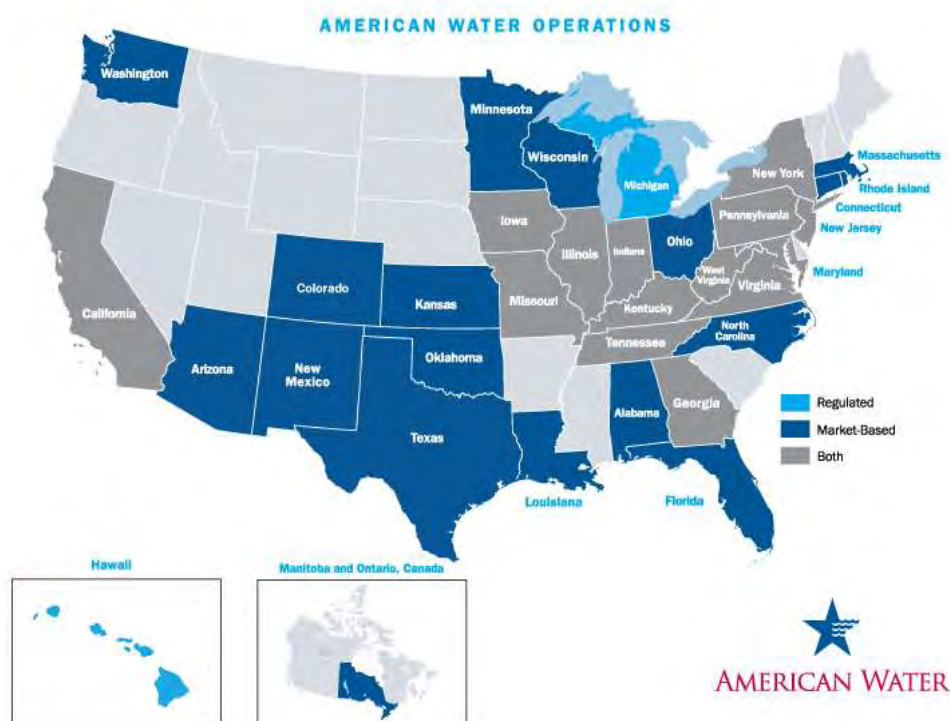 AMERICAN WATER OPERATIONS
Washington
Minnesota
Wisconsin
Michigan
New York
Massachusetts
Rhode Island
Connecticut
New Jersey
Pennsylvania
Iowa
Illinois
Indiana
Ohio
West
Virginia
Virginia
Maryland
California
Colorado
Kansas
Missouri
Kentucky
Tennessee
North
Carolina
Arizona
New
Mexico
Oklahoma
Texas
Alabama
Georgia
Louisiana
Florida
Regulated
Market-Based
Both
Hawaii
Manitoba and Ontario, Canada
AMERICAN WATER